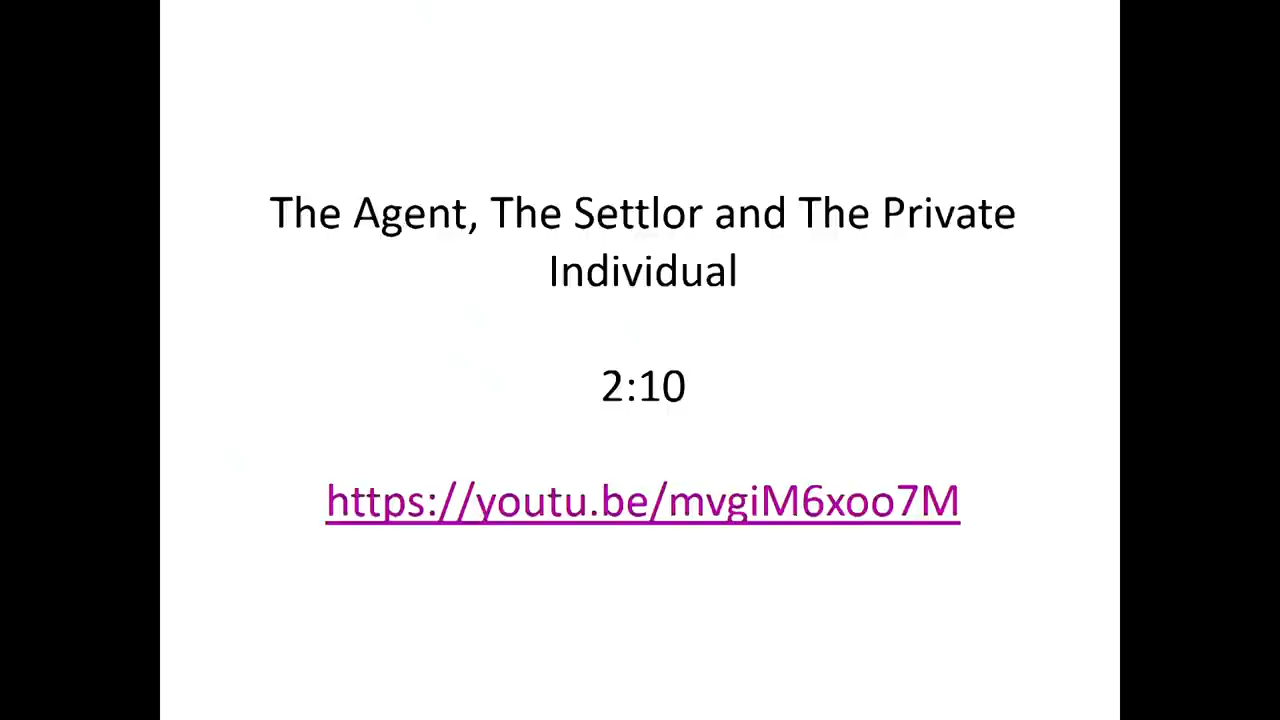 The Agent, The Settlor and The Private
Individual
2:10
https://youtu.be/mvgiM6xoo7M